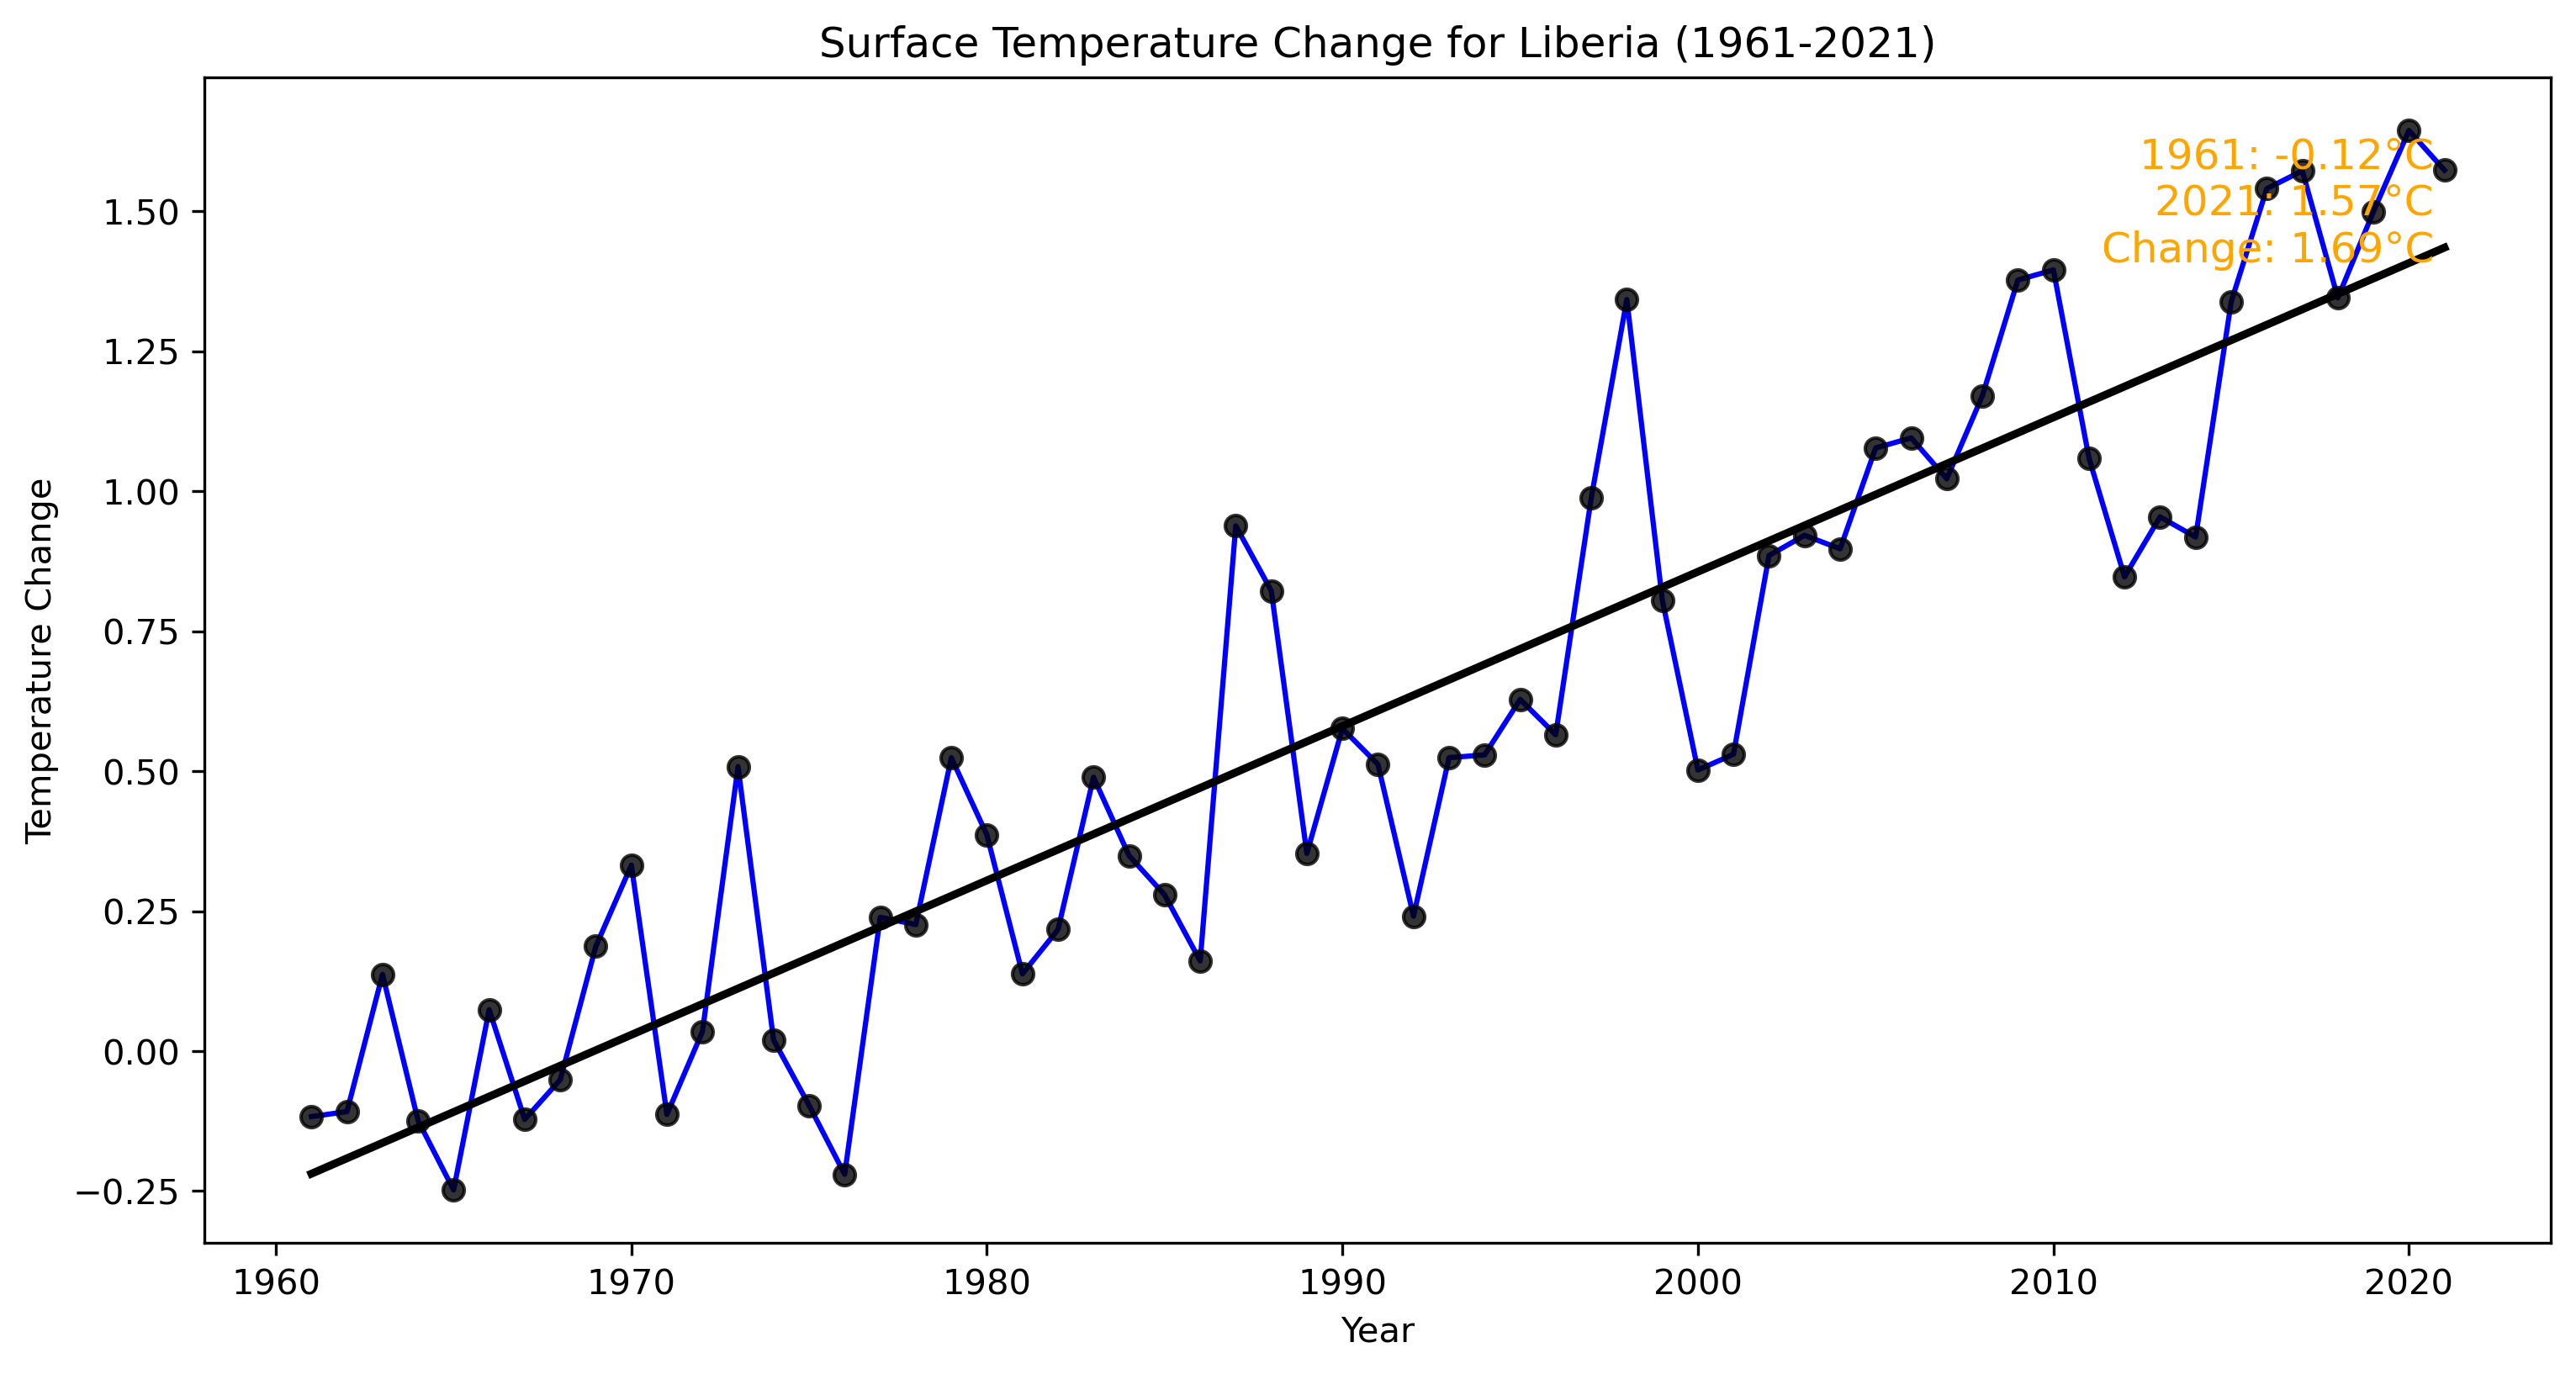 Surface Temperature Change for Liberia (1961-2021)
1961: -0.12°C
2021: 1.57°C
Change: 1.69°C
Temperature Change
1.50
1.25
1.00
0.75
0.50
0.25
0.00
−0.25
1960 1970 1980 1990 2000 2010 2020
Year